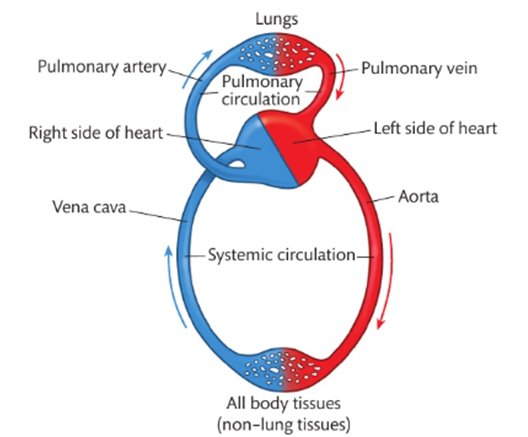 Lungs
Pulmonary artery
Pulmonary vein
Pulmonary
circulation
Right side of heart
Left side of heart
Vena cava
Aorta
Systemic circulation
All body tissues
(non-lung tissues)